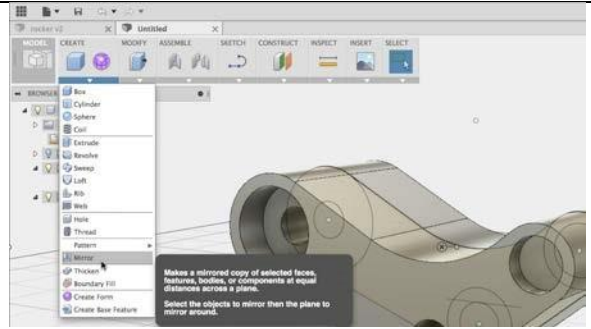 rocker v3
Untitled
MODEL CREATE MODIFY ASSEMBLE SKETCH CONSTRUCT INSPECT INSERT SELECT
BROWSER
Box
Cylinder
Sphere
Coil
Extrude
Revolve
Sweep
Loft
Rib
Web
Hole
Thread
Pattern
Mirror
Thicken
Boundary Fill
Create Form
Create Base Feature
Makes a mirrored copy of selected faces,
features, bodies, or components at equal
distances across a plane.
Select the objects to mirror then the plane to
mirror around.